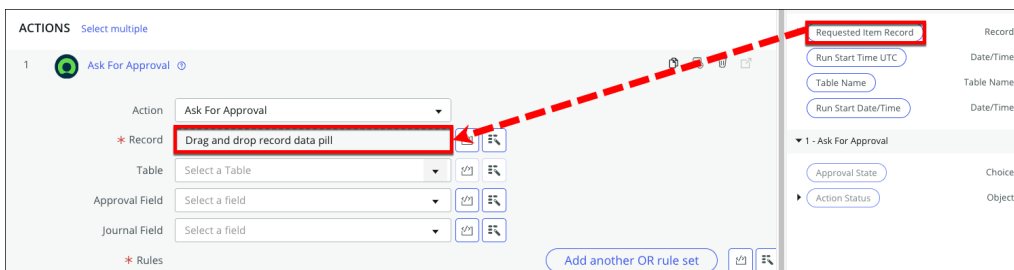 ACTIONS Select multiple
1 Ask For Approval
Action Ask For Approval
* Record Drag and drop record data pill
Table Select a Table
Approval Field Select a field
Journal Field Select a field
* Rules Add another OR rule set
Requested Item Record Record
Run Start Time UTC Date/Time
Table Name Table Name
Run Start Date/Time Date/Time
1 - Ask For Approval
Approval State Choice
Action Status Object